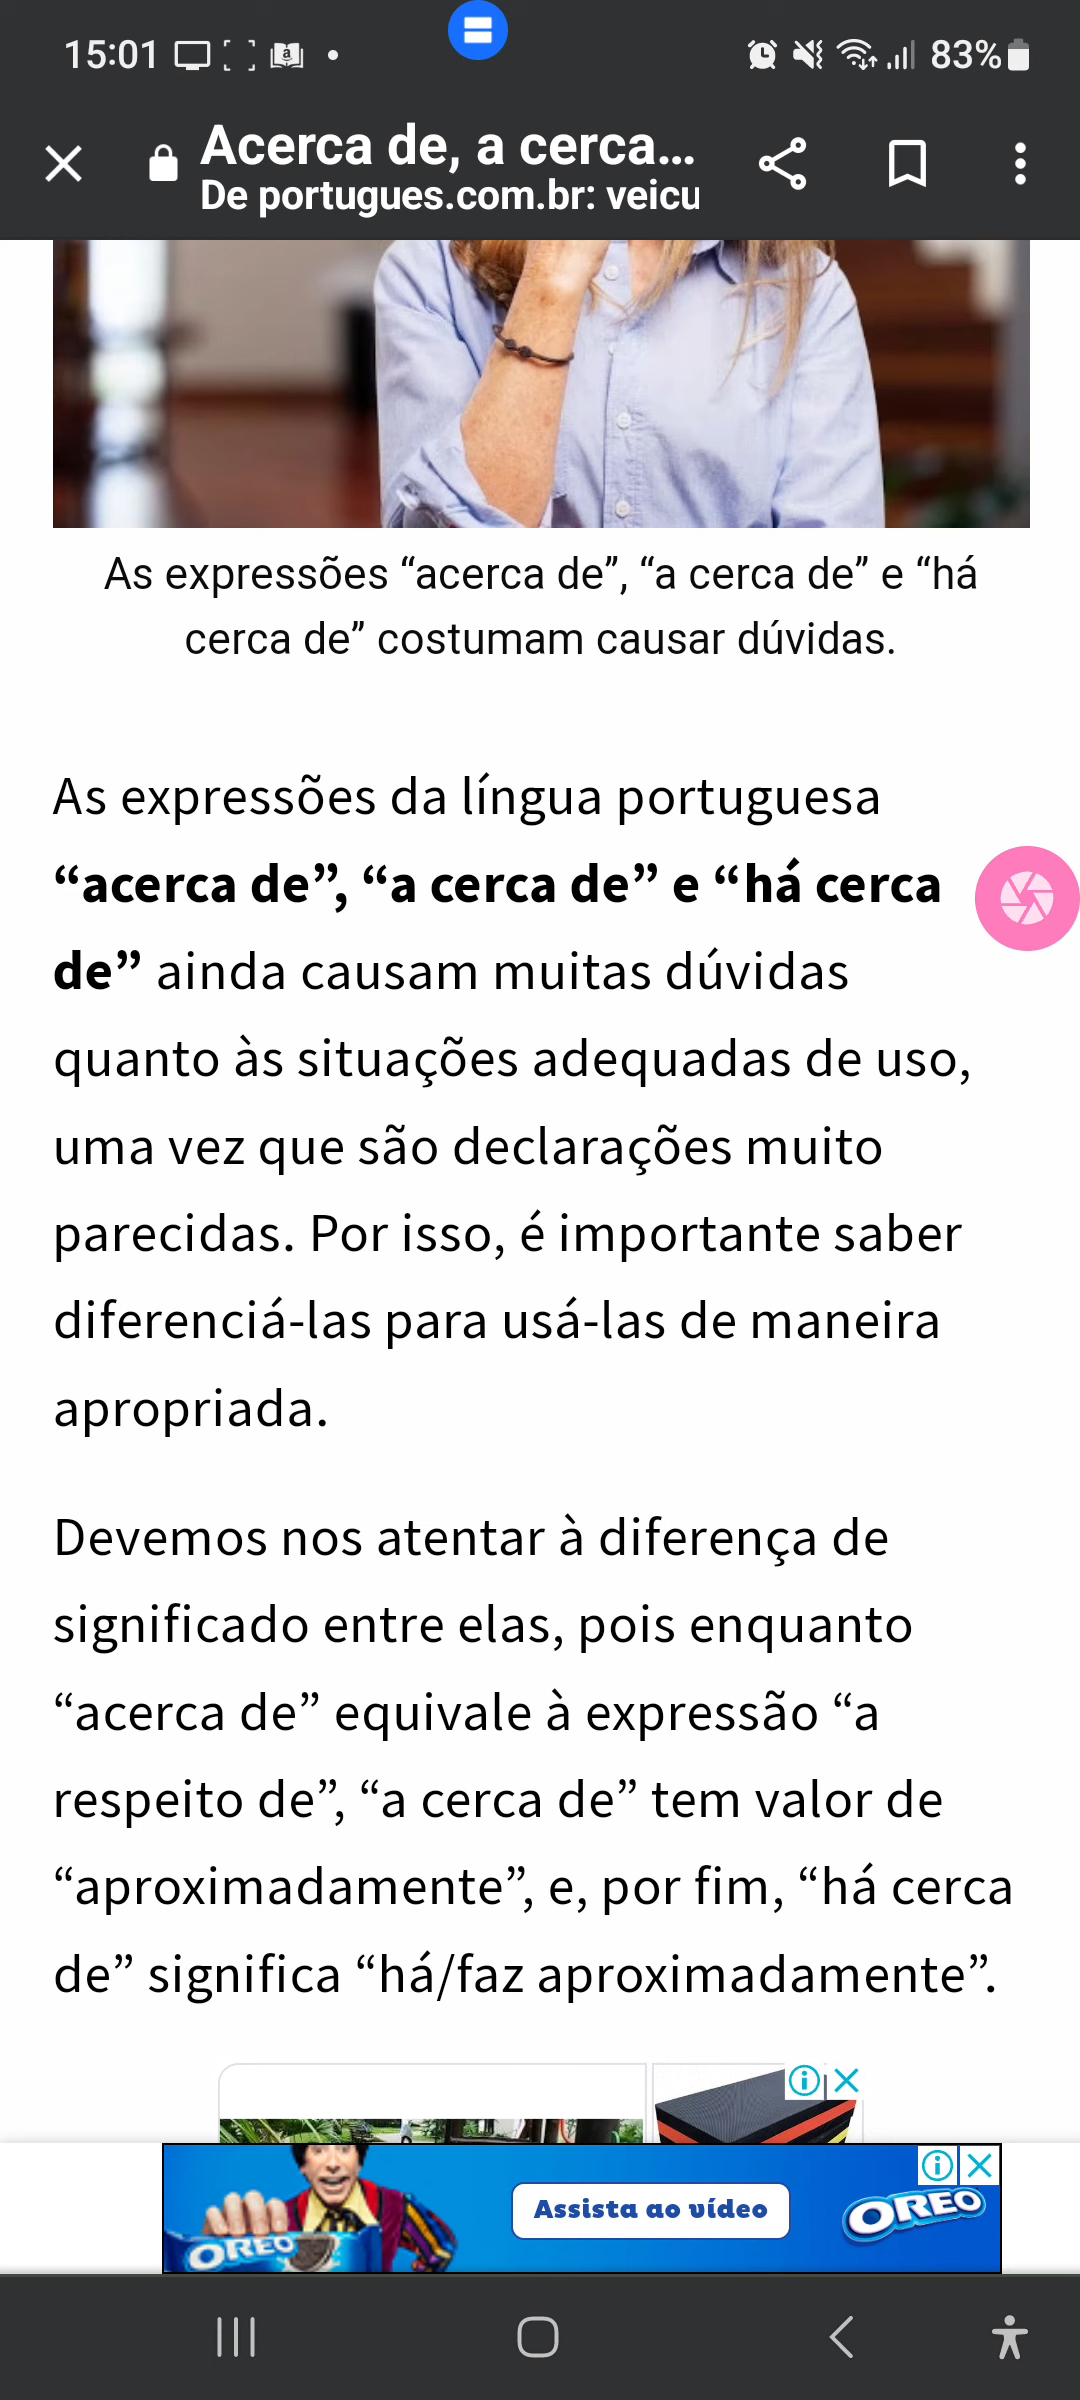 15:01
83%
Acerca de, a cerca...
De portugues.com.br: veicu
As expressões “acerca de”, “a cerca de” e “há
cerca de” costumam causar dúvidas.
As expressões da língua portuguesa
“acerca de”, “a cerca de” e “há cerca
de” ainda causam muitas dúvidas
quanto às situações adequadas de uso,
uma vez que são declarações muito
parecidas. Por isso, é importante saber
diferenciá-las para usá-las de maneira
apropriada.
Devemos nos atentar à diferença de
significado entre elas, pois enquanto
“acerca de” equivale à expressão “a
respeito de”, “a cerca de” tem valor de
“aproximadamente”, e, por fim, “há cerca
de” significa “há/faz aproximadamente”.
OREO
Assista ao vídeo
OREO